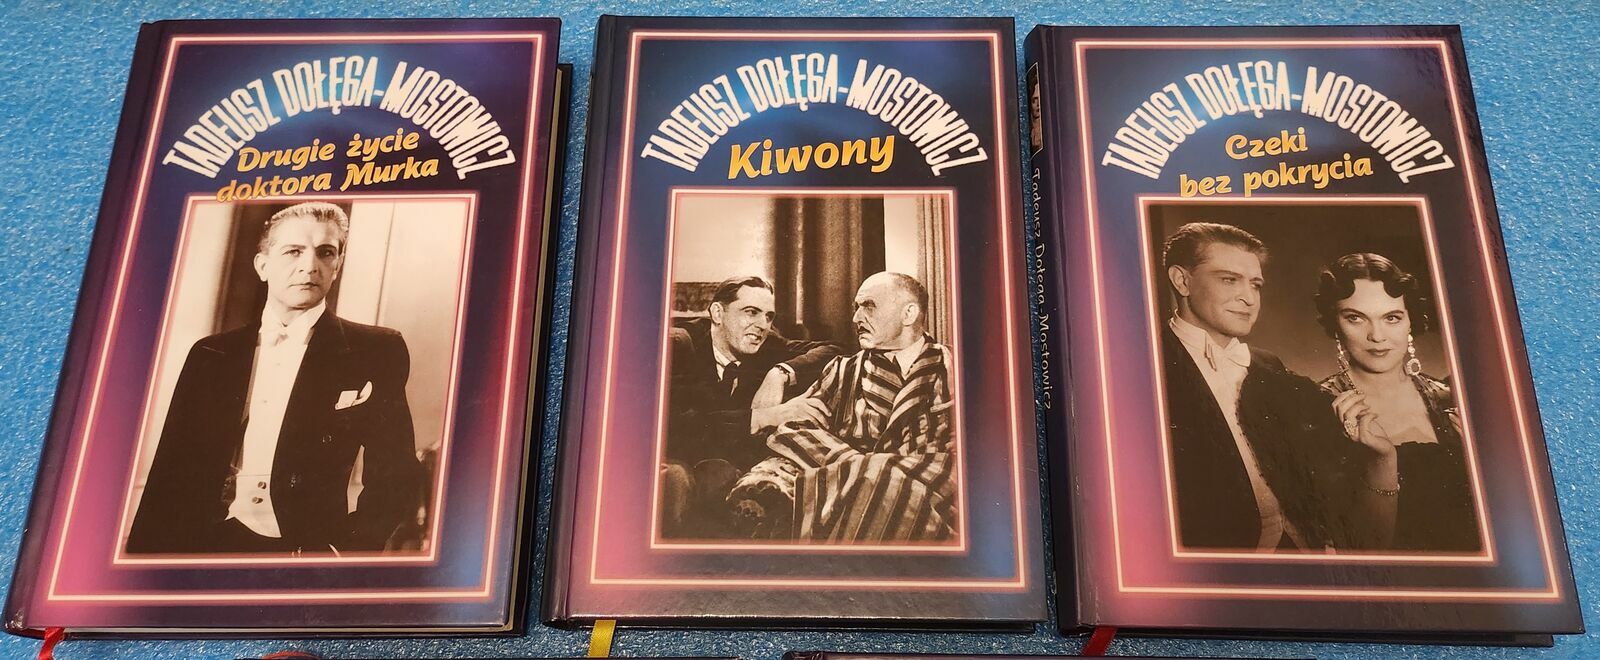 TADEUSZ DOŁĘGA-MOSTOWICZ
Drugie życie
doktora Murka
TADEUSZ DOŁĘGA-MOSTOWICZ
Kiwony
TADEUSZ DOŁĘGA-MOSTOWICZ
Czeki
bez pokrycia
Tadeusz Dołęga-Mostowicz